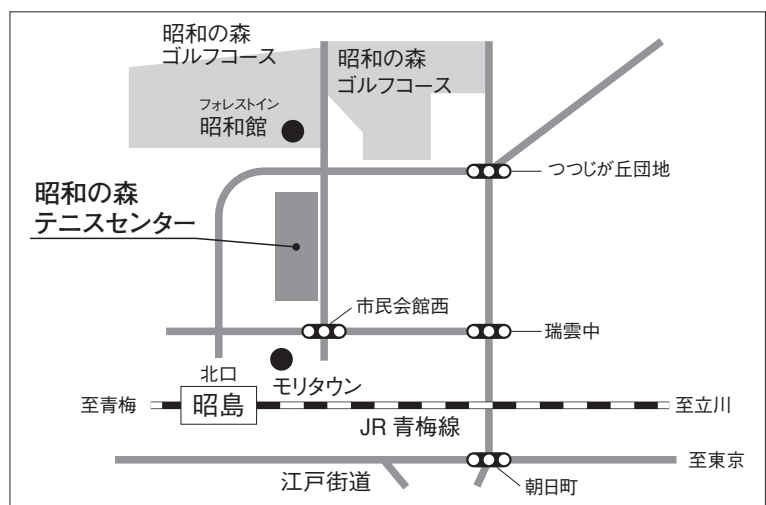 昭和の森
ゴルフコース
昭和の森
ゴルフコース
フォレストイン
昭和館
つつじが丘団地
昭和の森
テニスセンター
市民会館西
瑞雲中
北口
モリタウン
至青梅
昭島
JR 青梅線
至立川
江戸街道
朝日町
至東京